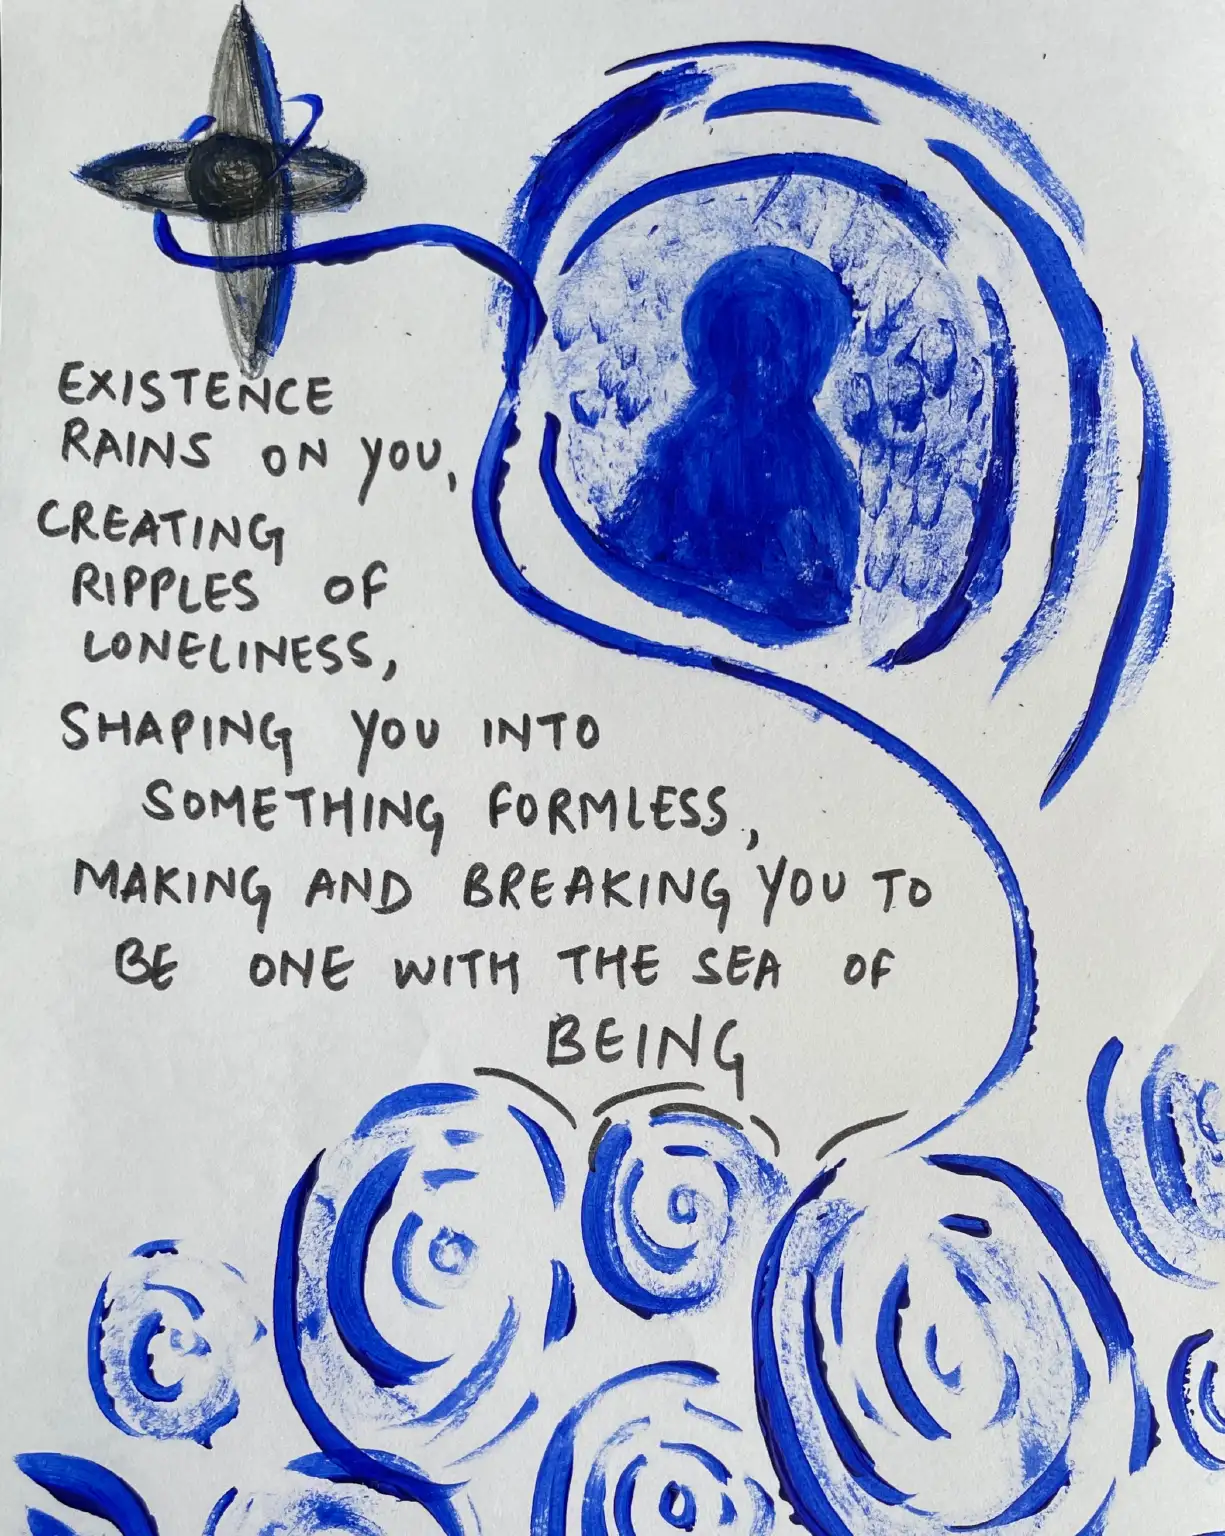 EXISTENCE
RAINS ON YOU,
CREATING
RIPPLES OF
LONELINESS,
SHAPING YOU INTO
SOMETHING FORMLESS,
MAKING AND BREAKING YOU TO
BE ONE WITH THE SEA OF
BEING